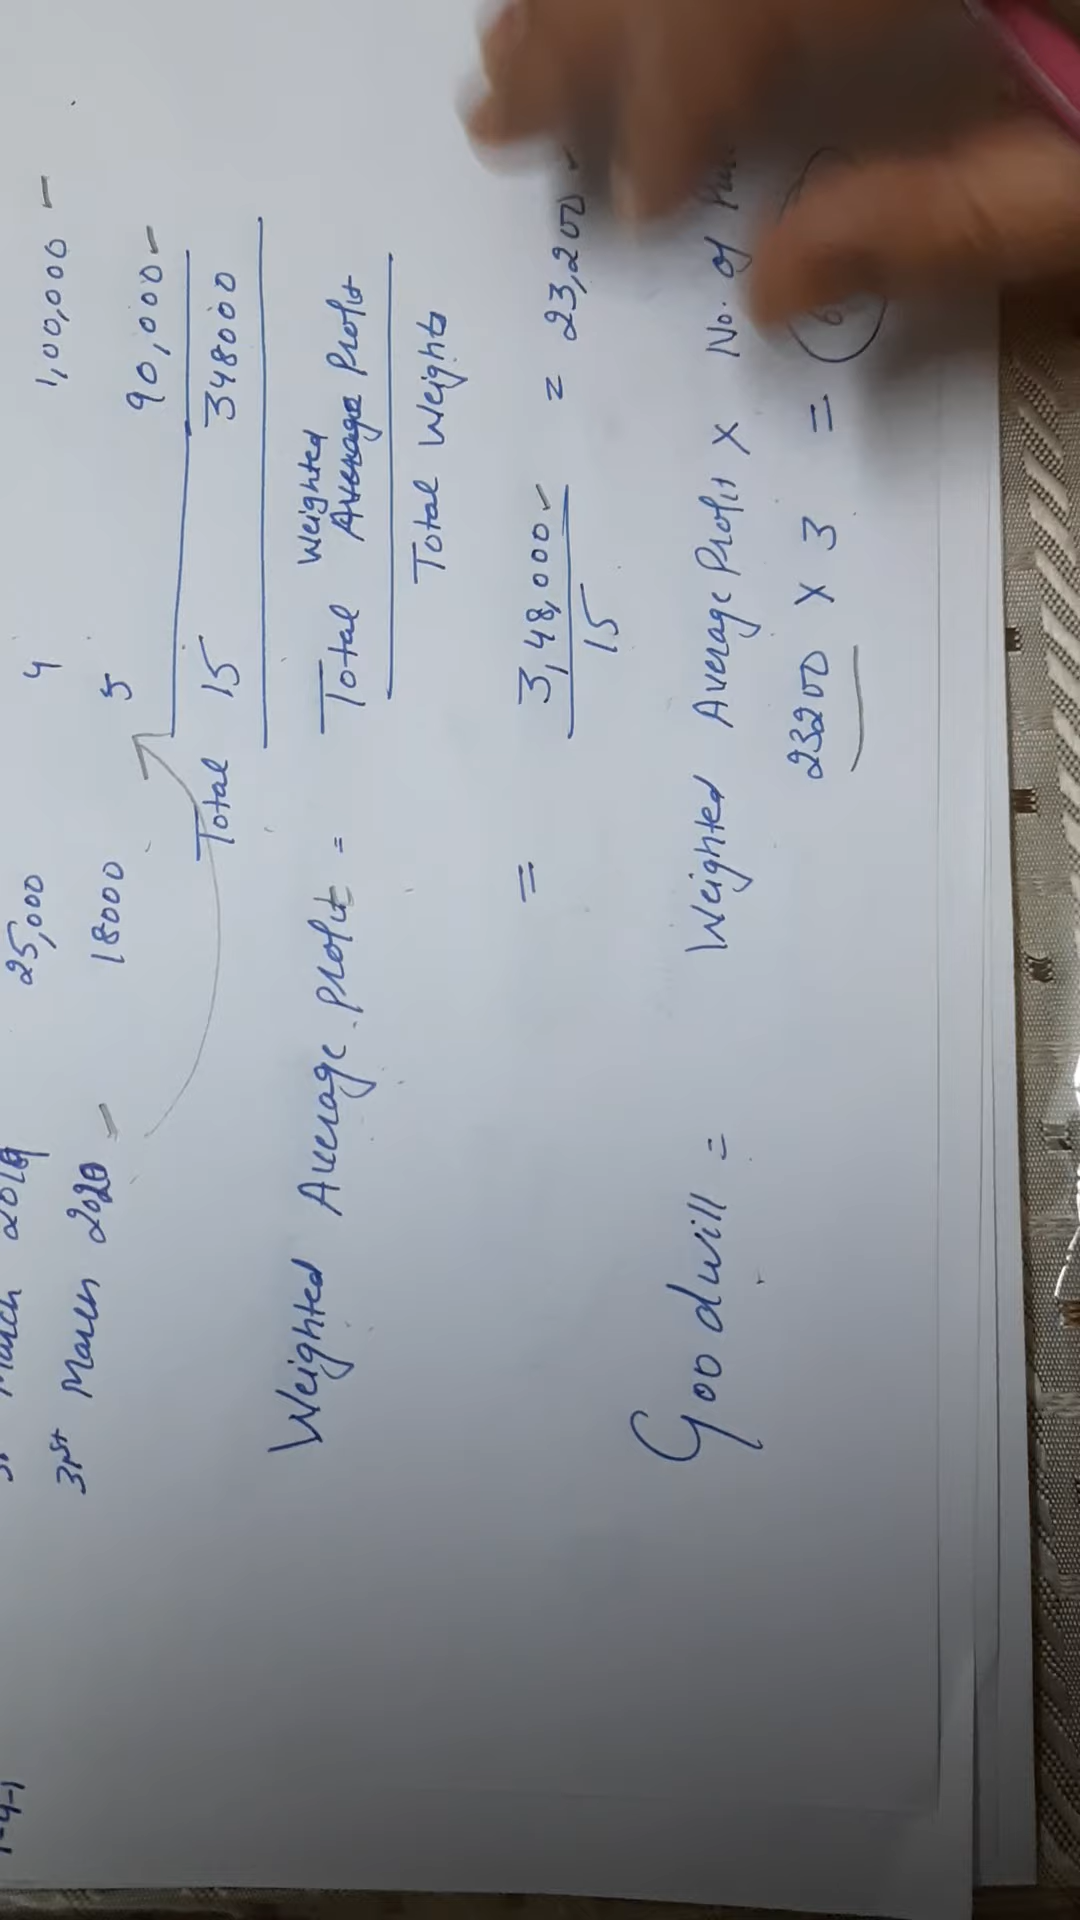 March 2019 25,000 4 1,00,000
31st March 2020 18000 5 90,000
Total 15 348000
Weighted Average Profit = Total Weighted Average Profit
Total Weights
= 3,48,000 = 23,200
15
Goodwill = Weighted Average Profit X No. of
23200 X 3 =